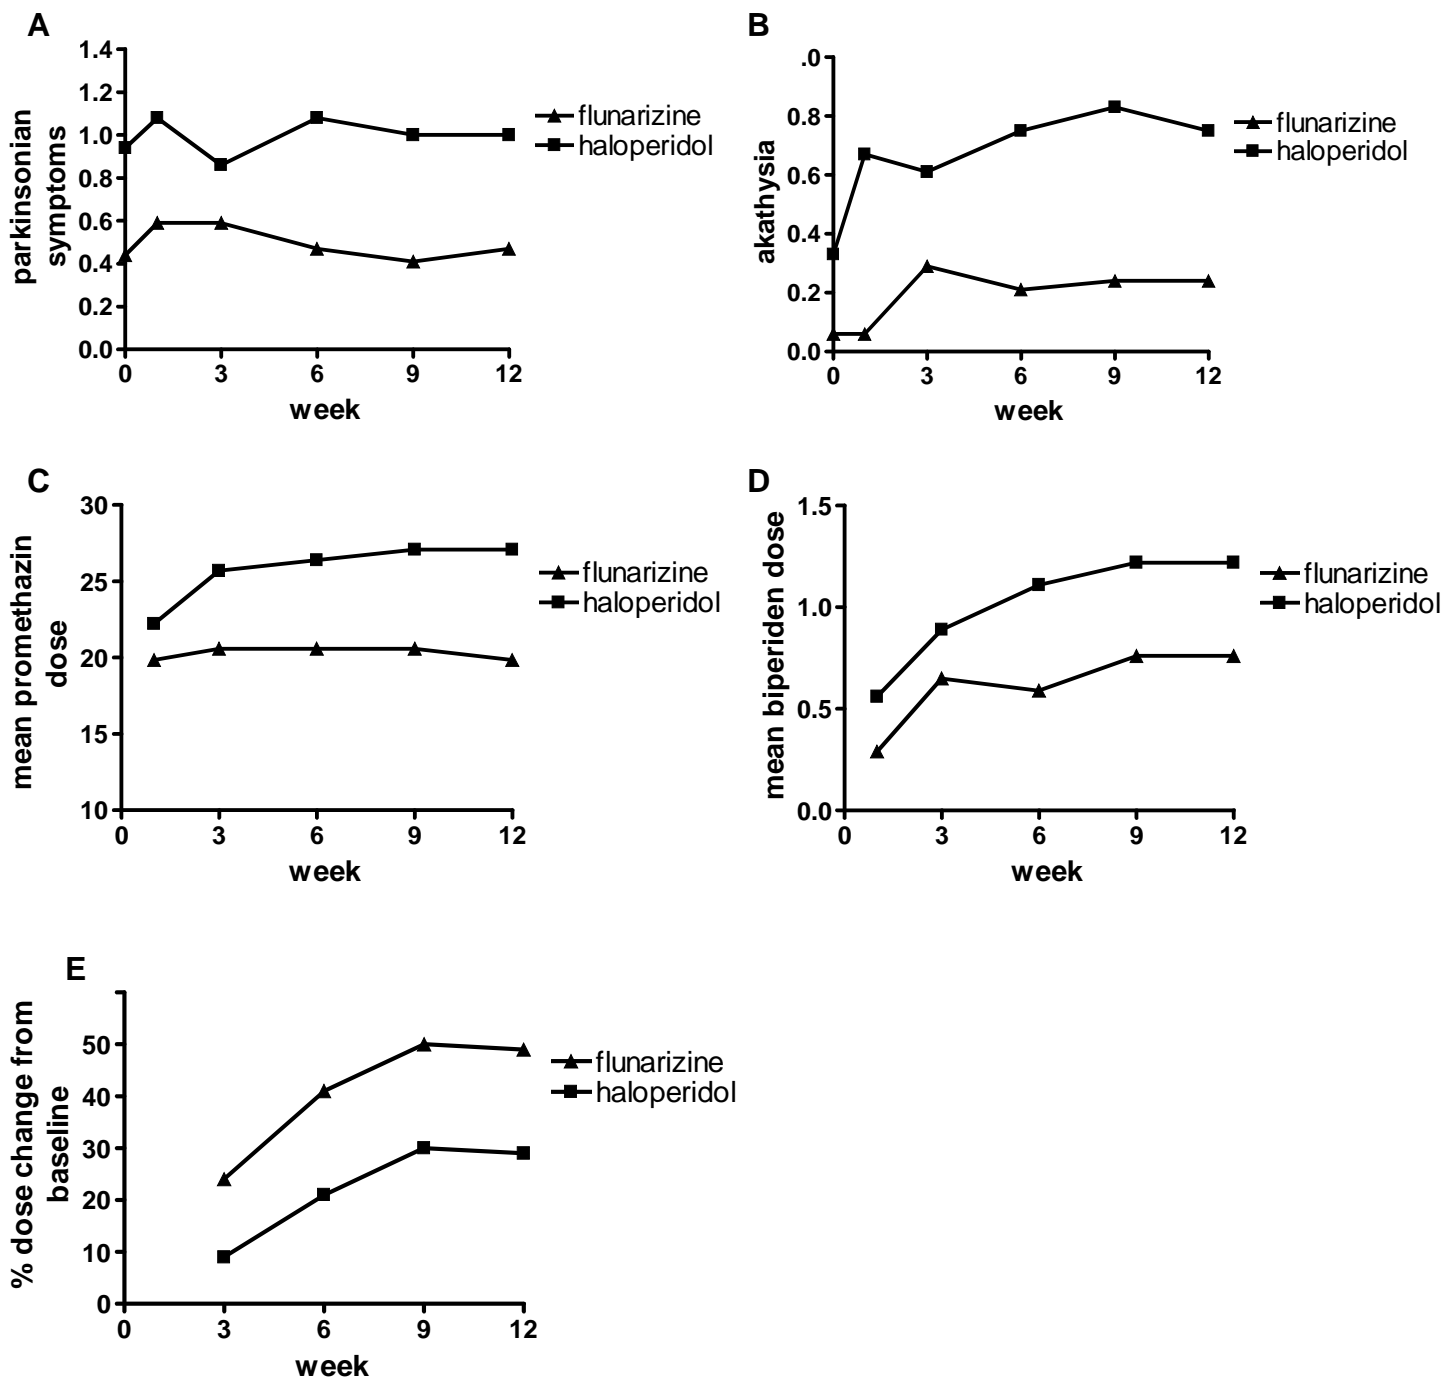 A
parkinsonian
symptoms
1.4
1.2
1.0
0.8
0.6
0.4
0.2
0.0
0 3 6 9 12
week
flunarizine
haloperidol
B
akathysia
.0
0.8
0.6
0.4
0.2
0.0
0 3 6 9 12
week
flunarizine
haloperidol
C
mean promethazin
dose
30
25
20
15
10
0 3 6 9 12
week
flunarizine
haloperidol
D
mean biperiden dose
1.5
1.0
0.5
0.0
0 3 6 9 12
week
flunarizine
haloperidol
E
% dose change from
baseline
50
40
30
20
10
0
0 3 6 9 12
week
flunarizine
haloperidol